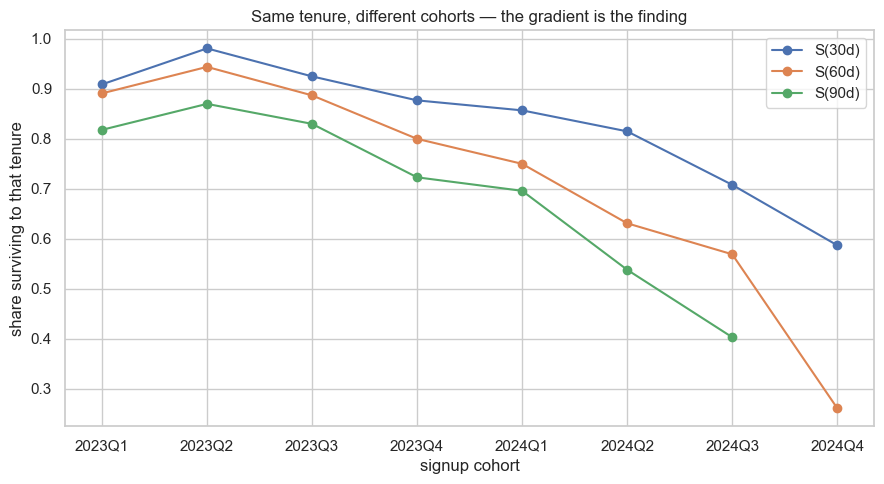 Same tenure, different cohorts — the gradient is the finding
S(30d)
S(60d)
S(90d)
1.0
0.9
0.8
0.7
0.6
0.5
0.4
0.3
share surviving to that tenure
2023Q1 2023Q2 2023Q3 2023Q4 2024Q1 2024Q2 2024Q3 2024Q4
signup cohort